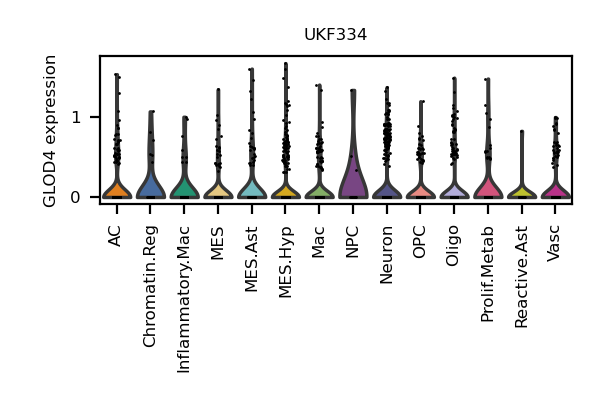 UKF334
GLOD4 expression
1
0
AC
Chromatin.Reg
Inflammatory.Mac
MES
MES.Ast
MES.Hyp
Mac
NPC
Neuron
OPC
Oligo
Prolif.Metab
Reactive.Ast
Vasc